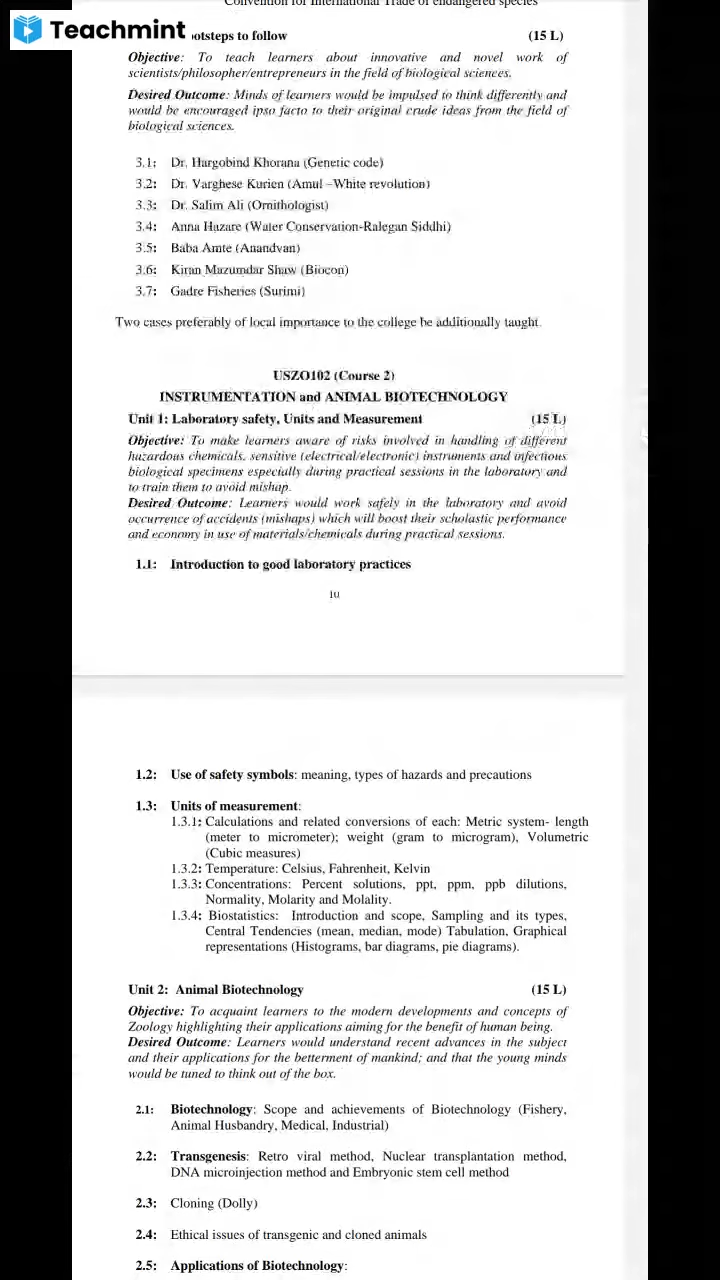 Convention for International Trade of endangered species
Teachmint
otsteps to follow (15 L)
Objective: To teach learners about innovative and novel work of
scientists/philosopher/entrepreneurs in the field of biological sciences.
Desired Outcome: Minds of learners would be impulsed to think differently and
would be encouraged ipso facto to their original crude ideas from the field of
biological sciences.
3.1: Dr. Hargobind Khorana (Genetic code)
3.2: Dr. Varghese Kurien (Amul –White revolution)
3.3: Dr. Salim Ali (Ornithologist)
3.4: Anna Hazare (Water Conservation-Ralegan Siddhi)
3.5: Baba Amte (Anandvan)
3.6: Kiran Mazumdar Shaw (Biocon)
3.7: Gadre Fisheries (Surimi)
Two cases preferably of local importance to the college be additionally taught.
USZO102 (Course 2)
INSTRUMENTATION and ANIMAL BIOTECHNOLOGY
Unit 1: Laboratory safety, Units and Measurement (15 L)
Objective: To make learners aware of risks involved in handling of different
hazardous chemicals, sensitive (electrical/electronic) instruments and infectious
biological specimens especially during practical sessions in the laboratory and
to train them to avoid mishap.
Desired Outcome: Learners would work safely in the laboratory and avoid
occurrence of accidents (mishaps) which will boost their scholastic performance
and economy in use of materials/chemicals during practical sessions.
1.1: Introduction to good laboratory practices
10
1.2: Use of safety symbols: meaning, types of hazards and precautions
1.3: Units of measurement:
1.3.1: Calculations and related conversions of each: Metric system- length
(meter to micrometer); weight (gram to microgram), Volumetric
(Cubic measures)
1.3.2: Temperature: Celsius, Fahrenheit, Kelvin
1.3.3: Concentrations: Percent solutions, ppt, ppm, ppb dilutions,
Normality, Molarity and Molality.
1.3.4: Biostatistics: Introduction and scope, Sampling and its types,
Central Tendencies (mean, median, mode) Tabulation, Graphical
representations (Histograms, bar diagrams, pie diagrams).
Unit 2: Animal Biotechnology (15 L)
Objective: To acquaint learners to the modern developments and concepts of
Zoology highlighting their applications aiming for the benefit of human being.
Desired Outcome: Learners would understand recent advances in the subject
and their applications for the betterment of mankind; and that the young minds
would be tuned to think out of the box.
2.1: Biotechnology: Scope and achievements of Biotechnology (Fishery,
Animal Husbandry, Medical, Industrial)
2.2: Transgenesis: Retro viral method, Nuclear transplantation method,
DNA microinjection method and Embryonic stem cell method
2.3: Cloning (Dolly)
2.4: Ethical issues of transgenic and cloned animals
2.5: Applications of Biotechnology: